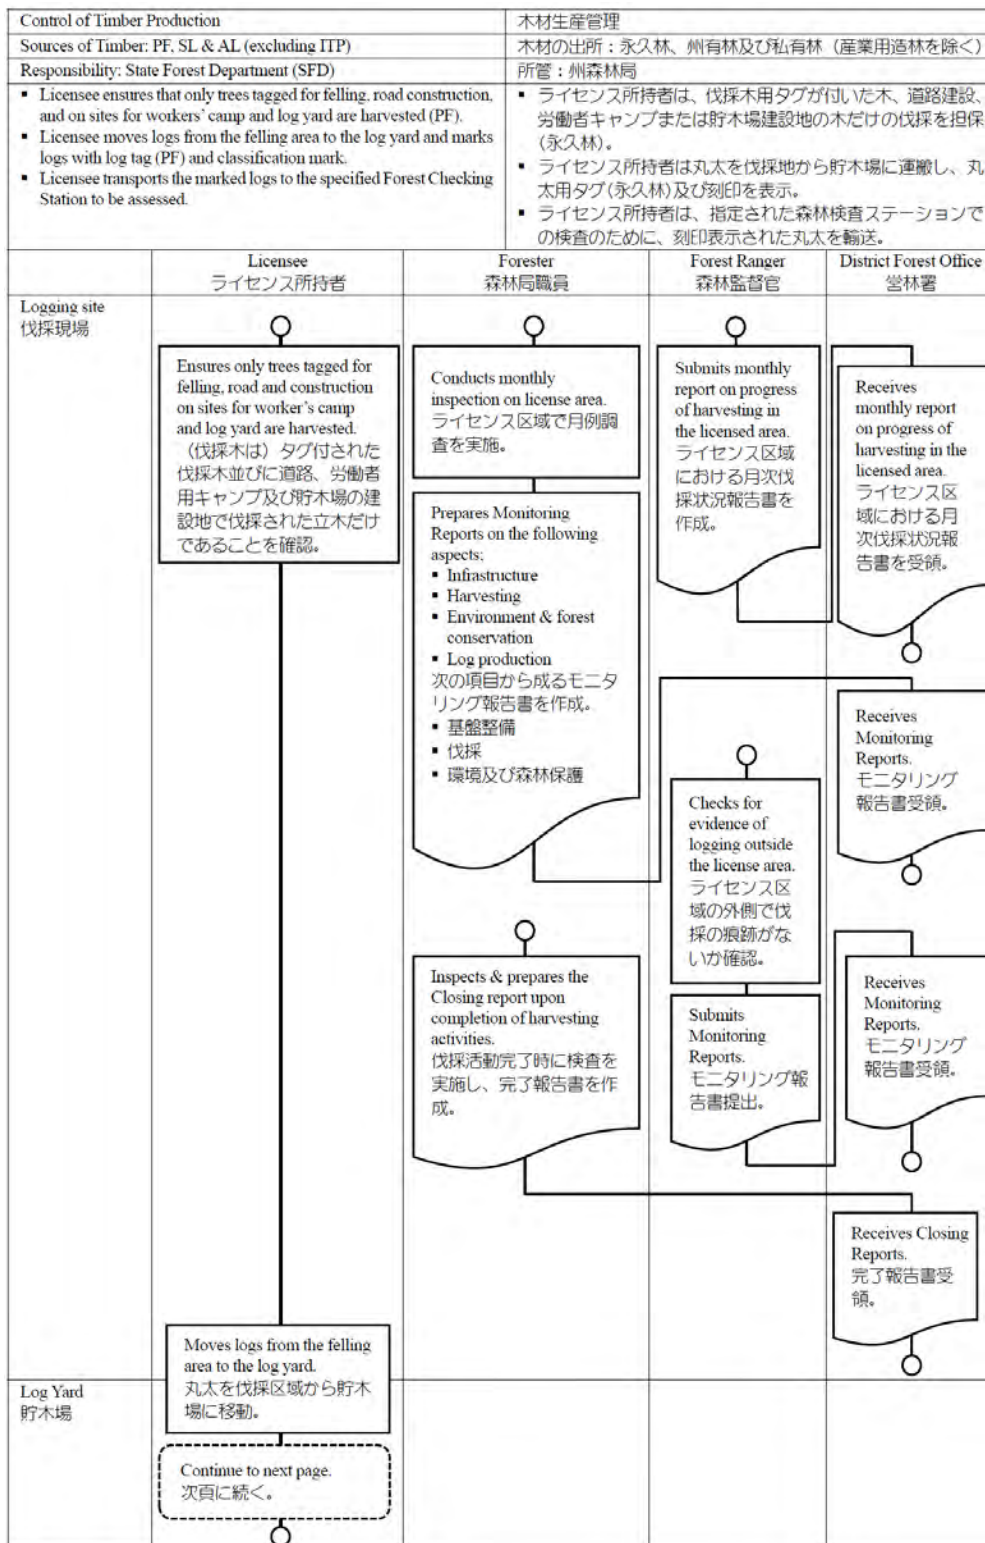 Control of Timber Production
木材生産管理
Sources of Timber: PF, SL & AL (excluding ITP)
木材の出所：永久林、州有林及び私有林（産業用造林を除く）
Responsibility: State Forest Department (SFD)
所管：州森林局
▪ Licensee ensures that only trees tagged for felling, road construction,
and on sites for workers' camp and log yard are harvested (PF).
▪ Licensee moves logs from the felling area to the log yard and marks
logs with log tag (PF) and classification mark.
▪ Licensee transports the marked logs to the specified Forest Checking
Station to be assessed.
▪ ライセンス所持者は、伐採木用タグが付いた木、道路建設、
労働者キャンプまたは貯木場建設地の木だけの伐採を担保
(永久林)。
▪ ライセンス所持者は丸太を伐採地から貯木場に運搬し、丸
太用タグ(永久林)及び刻印を表示。
▪ ライセンス所持者は、指定された森林検査ステーションで
の検査のために、刻印表示された丸太を輸送。
Licensee
ライセンス所持者
Forester
森林局職員
Forest Ranger
森林監督官
District Forest Office
営林署
Logging site
伐採現場
Ensures only trees tagged for
felling, road and construction
on sites for worker's camp
and log yard are harvested.
（伐採木は）タグ付された
伐採木並びに道路、労働者
用キャンプ及び貯木場の建
設地で伐採された立木だけ
であることを確認。
Conducts monthly
inspection on license area.
ライセンス区域で月例調
査を実施。
Submits monthly
report on progress
of harvesting in
the licensed area.
ライセンス区域
における月次伐
採状況報告書を
作成。
Receives
monthly report
on progress of
harvesting in the
licensed area.
ライセンス区
域における月
次伐採状況報
告書を受領。
Prepares Monitoring
Reports on the following
aspects;
▪ Infrastructure
▪ Harvesting
▪ Environment & forest
conservation
▪ Log production
次の項目から成るモニタ
リング報告書を作成。
▪ 基盤整備
▪ 伐採
▪ 環境及び森林保護
Receives
Monitoring
Reports.
モニタリング
報告書受領。
Checks for
evidence of
logging outside
the license area.
ライセンス区
域の外側で伐
採の痕跡がな
いか確認。
Inspects & prepares the
Closing report upon
completion of harvesting
activities.
伐採活動完了時に検査を
実施し、完了報告書を作
成。
Submits
Monitoring
Reports.
モニタリング報
告書提出。
Receives
Monitoring
Reports.
モニタリング
報告書受領。
Receives Closing
Reports.
完了報告書受
領。
Moves logs from the felling
area to the log yard.
丸太を伐採区域から貯木
場に移動。
Log Yard
貯木場
Continue to next page.
次頁に続く。